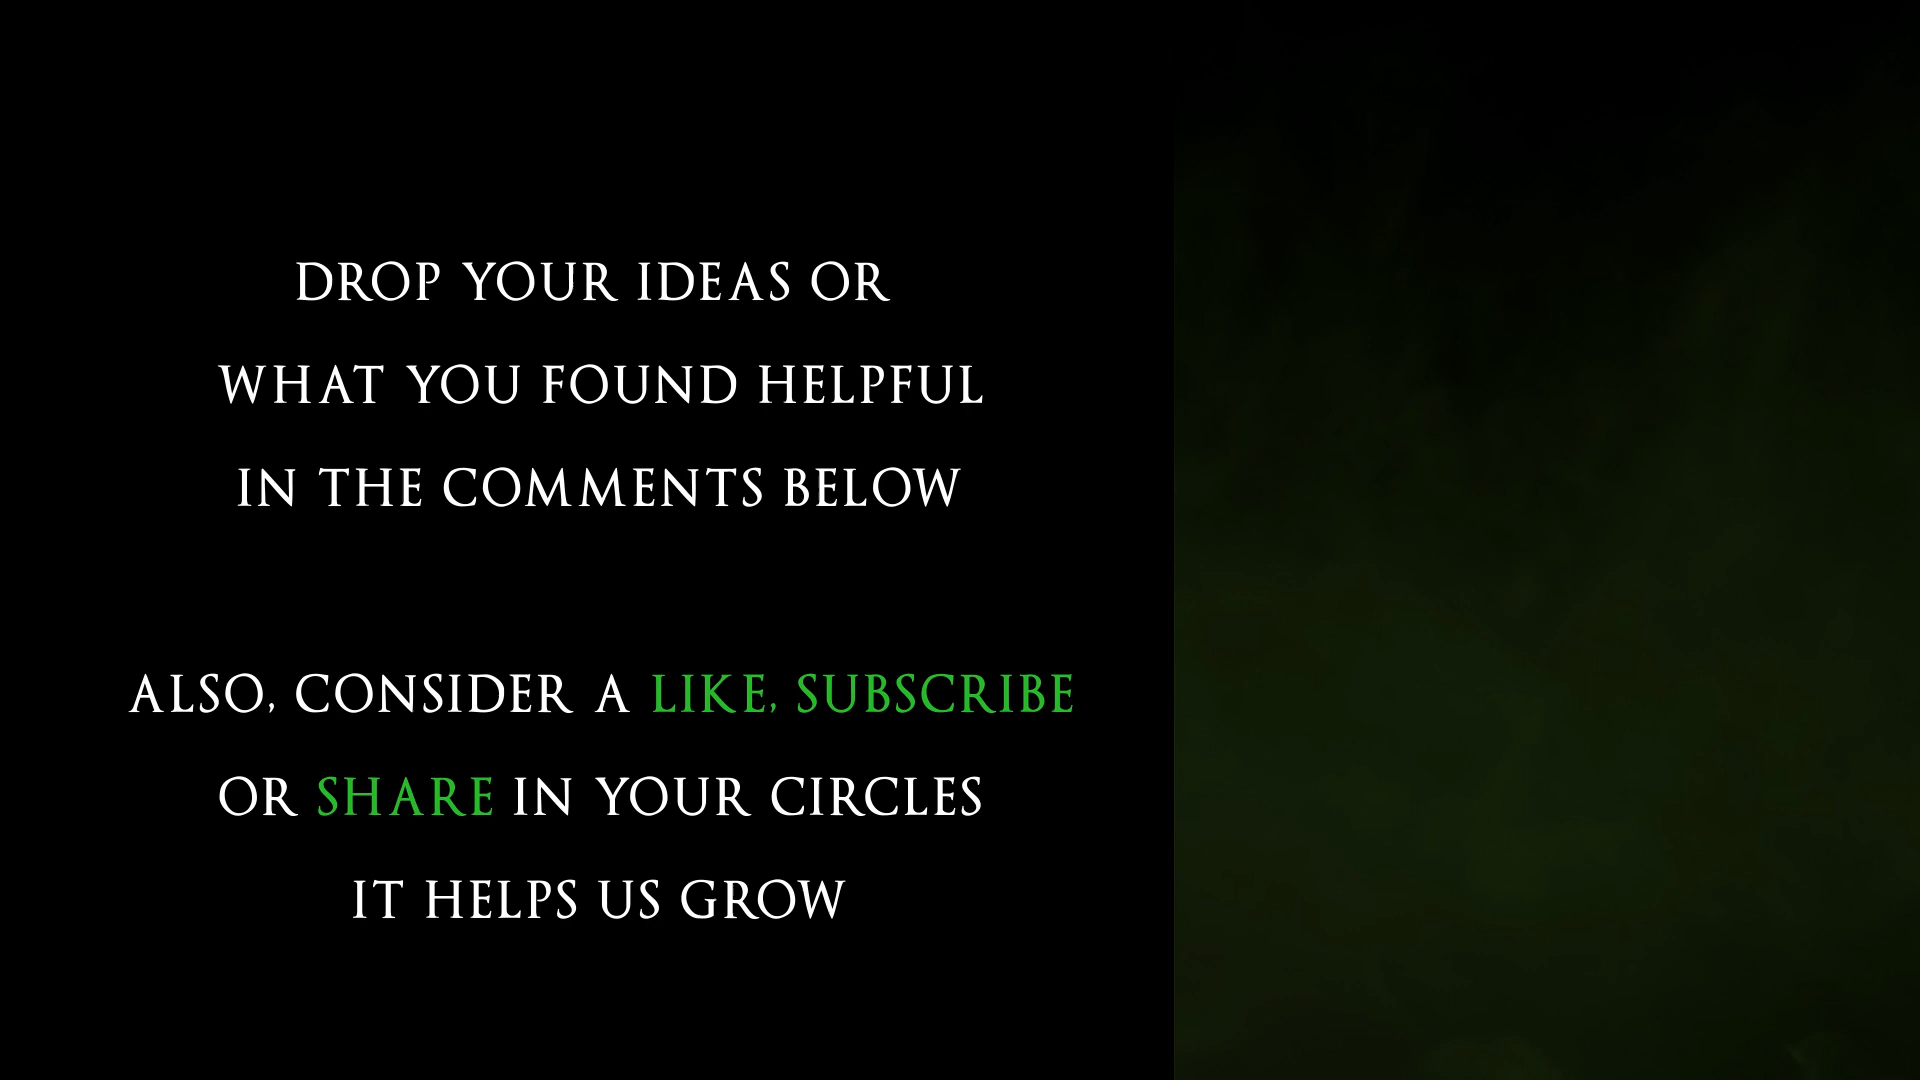 DROP YOUR IDEAS OR
WHAT YOU FOUND HELPFUL
IN THE COMMENTS BELOW
ALSO, CONSIDER A LIKE, SUBSCRIBE
OR SHARE IN YOUR CIRCLES
IT HELPS US GROW